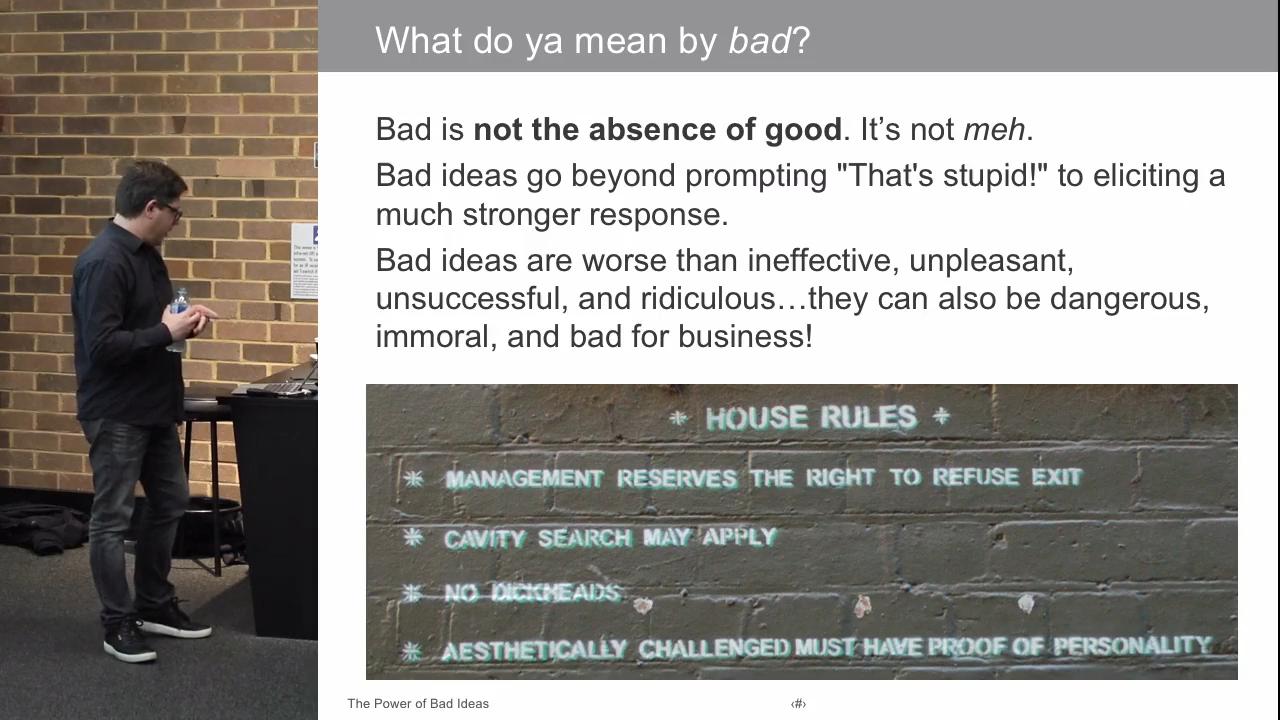 What do ya mean by bad?
Bad is not the absence of good. It’s not meh.
Bad ideas go beyond prompting "That's stupid!" to eliciting a
much stronger response.
Bad ideas are worse than ineffective, unpleasant,
unsuccessful, and ridiculous…they can also be dangerous,
immoral, and bad for business!
HOUSE RULES
MANAGEMENT RESERVES THE RIGHT TO REFUSE EXIT
CAVITY SEARCH MAY APPLY
NO DICKHEADS
AESTHETICALLY CHALLENGED MUST HAVE PROOF OF PERSONALITY
The Power of Bad Ideas
‹#›